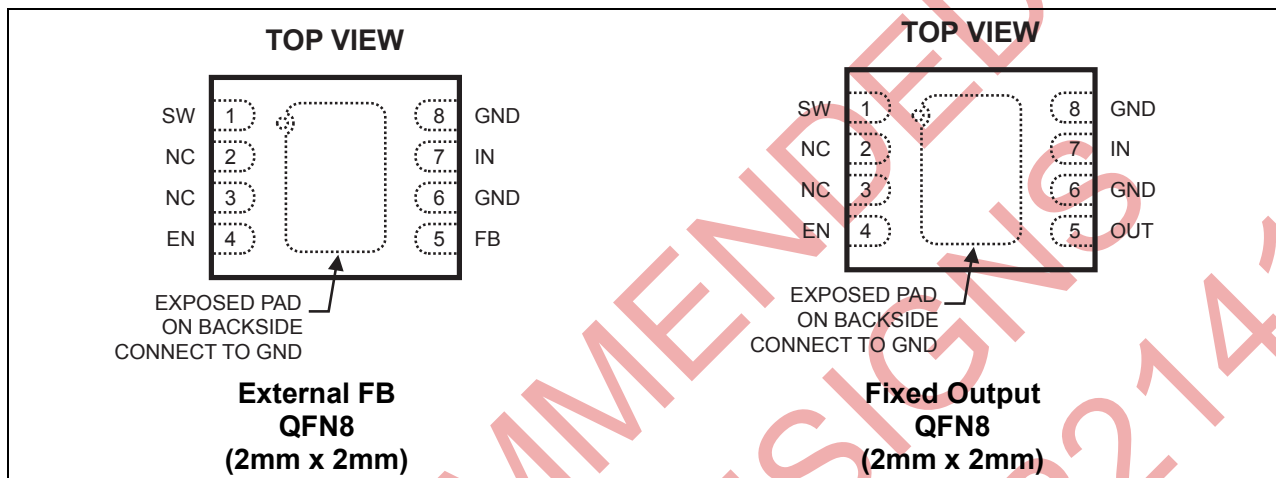 TOP VIEW
SW 1
NC 2
NC 3
EN 4
8 GND
7 IN
6 GND
5 FB
EXPOSED PAD
ON BACKSIDE
CONNECT TO GND
External FB
QFN8
(2mm x 2mm)
TOP VIEW
SW 1
NC 2
NC 3
EN 4
8 GND
7 IN
6 GND
5 OUT
EXPOSED PAD
ON BACKSIDE
CONNECT TO GND
Fixed Output
QFN8
(2mm x 2mm)